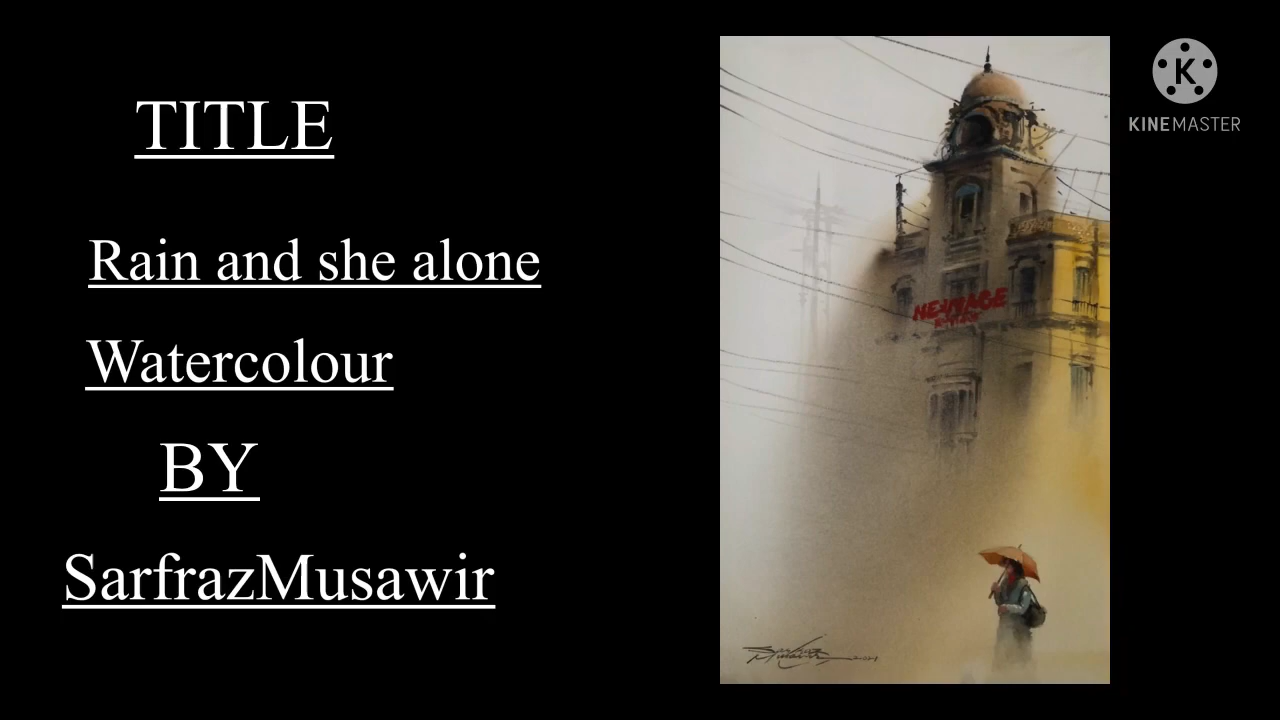 TITLE
Rain and she alone
Watercolour
BY
SarfrazMusawir
KINEMASTER